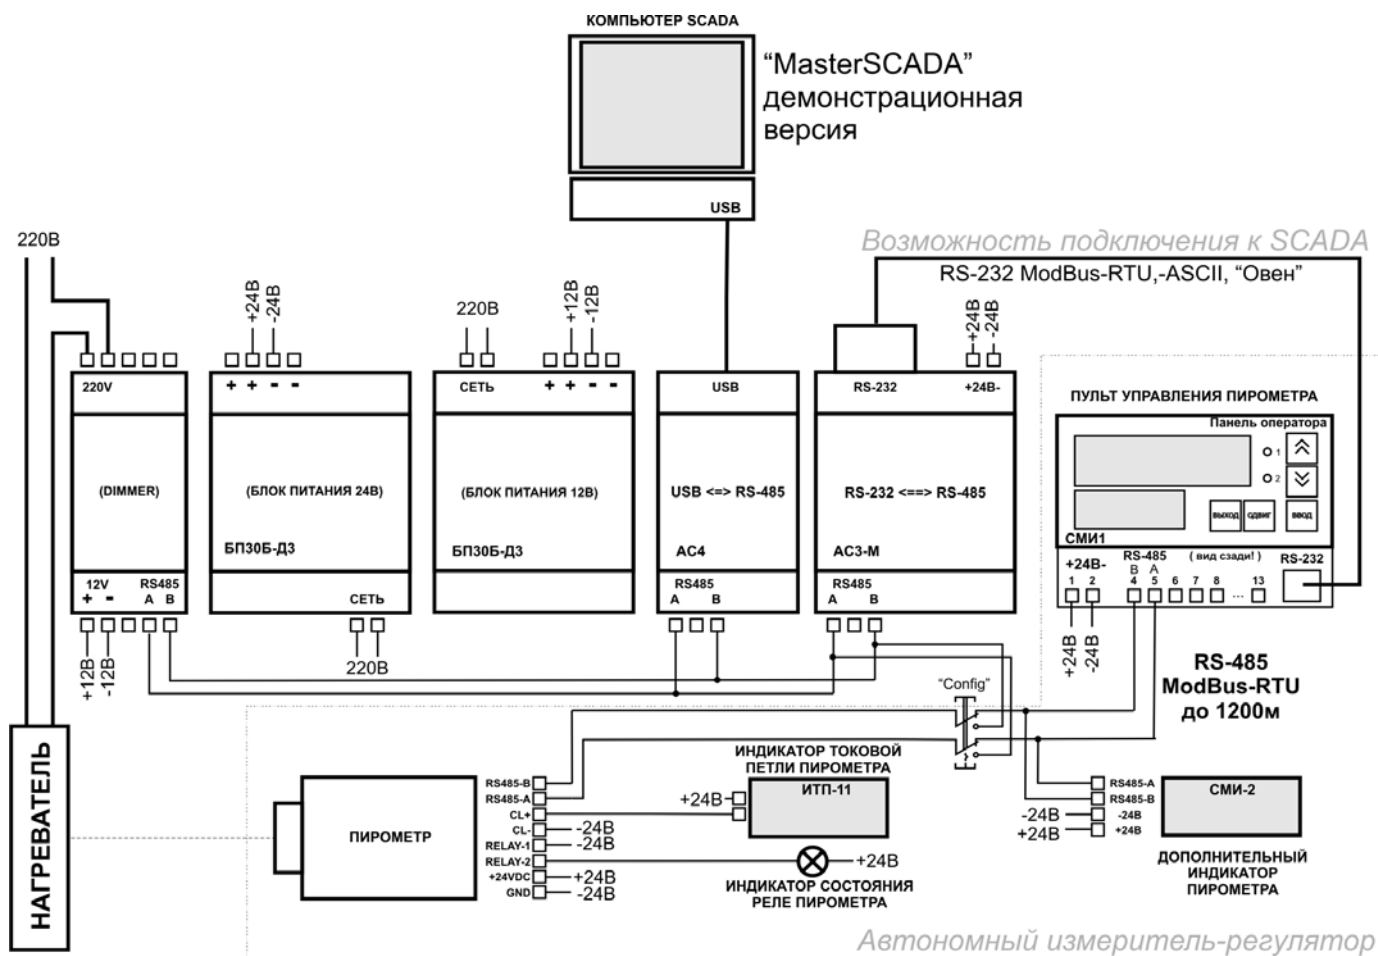 КОМПЬЮТЕР SCADA
“MasterSCADA”
демонстрационная
версия
USB
220В
Возможность подключения к SCADA
RS-232 ModBus-RTU,-ASCII, “Овен”
+24В
-24В
220В
+12В
-12В
+24В
-24В
220V
+ + - -
СЕТЬ
+ + - -
USB
RS-232
+24В-
(DIMMER)
(БЛОК ПИТАНИЯ 24В)
(БЛОК ПИТАНИЯ 12В)
USB <=> RS-485
RS-232 <==> RS-485
БП30Б-Д3
БП30Б-Д3
АС4
АС3-М
12V
+ -
RS485
A B
СЕТЬ
RS485
A B
RS485
A B
+12В
-12В
220В
ПУЛЬТ УПРАВЛЕНИЯ ПИРОМЕТРА
Панель оператора
1
2
ВЫХОД
СДВИГ
ВВОД
СМИ1
+24В-
RS-485
( вид сзади! )
RS-232
B A
1 2 4 5 6 7 8 ... 13
+24В
-24В
RS-485
ModBus-RTU
до 1200м
“Config”
НАГРЕВАТЕЛЬ
ПИРОМЕТР
RS485-B
RS485-A
CL+
CL-
-24В
RELAY-1
-24В
RELAY-2
+24VDC
+24В
GND
-24В
ИНДИКАТОР ТОКОВОЙ
ПЕТЛИ ПИРОМЕТРА
+24В
ИТП-11
+24В
ИНДИКАТОР СОСТОЯНИЯ
РЕЛЕ ПИРОМЕТРА
RS485-A
RS485-B
-24В
-24В
+24В
+24В
СМИ-2
ДОПОЛНИТЕЛЬНЫЙ
ИНДИКАТОР
ПИРОМЕТРА
Автономный измеритель-регулятор